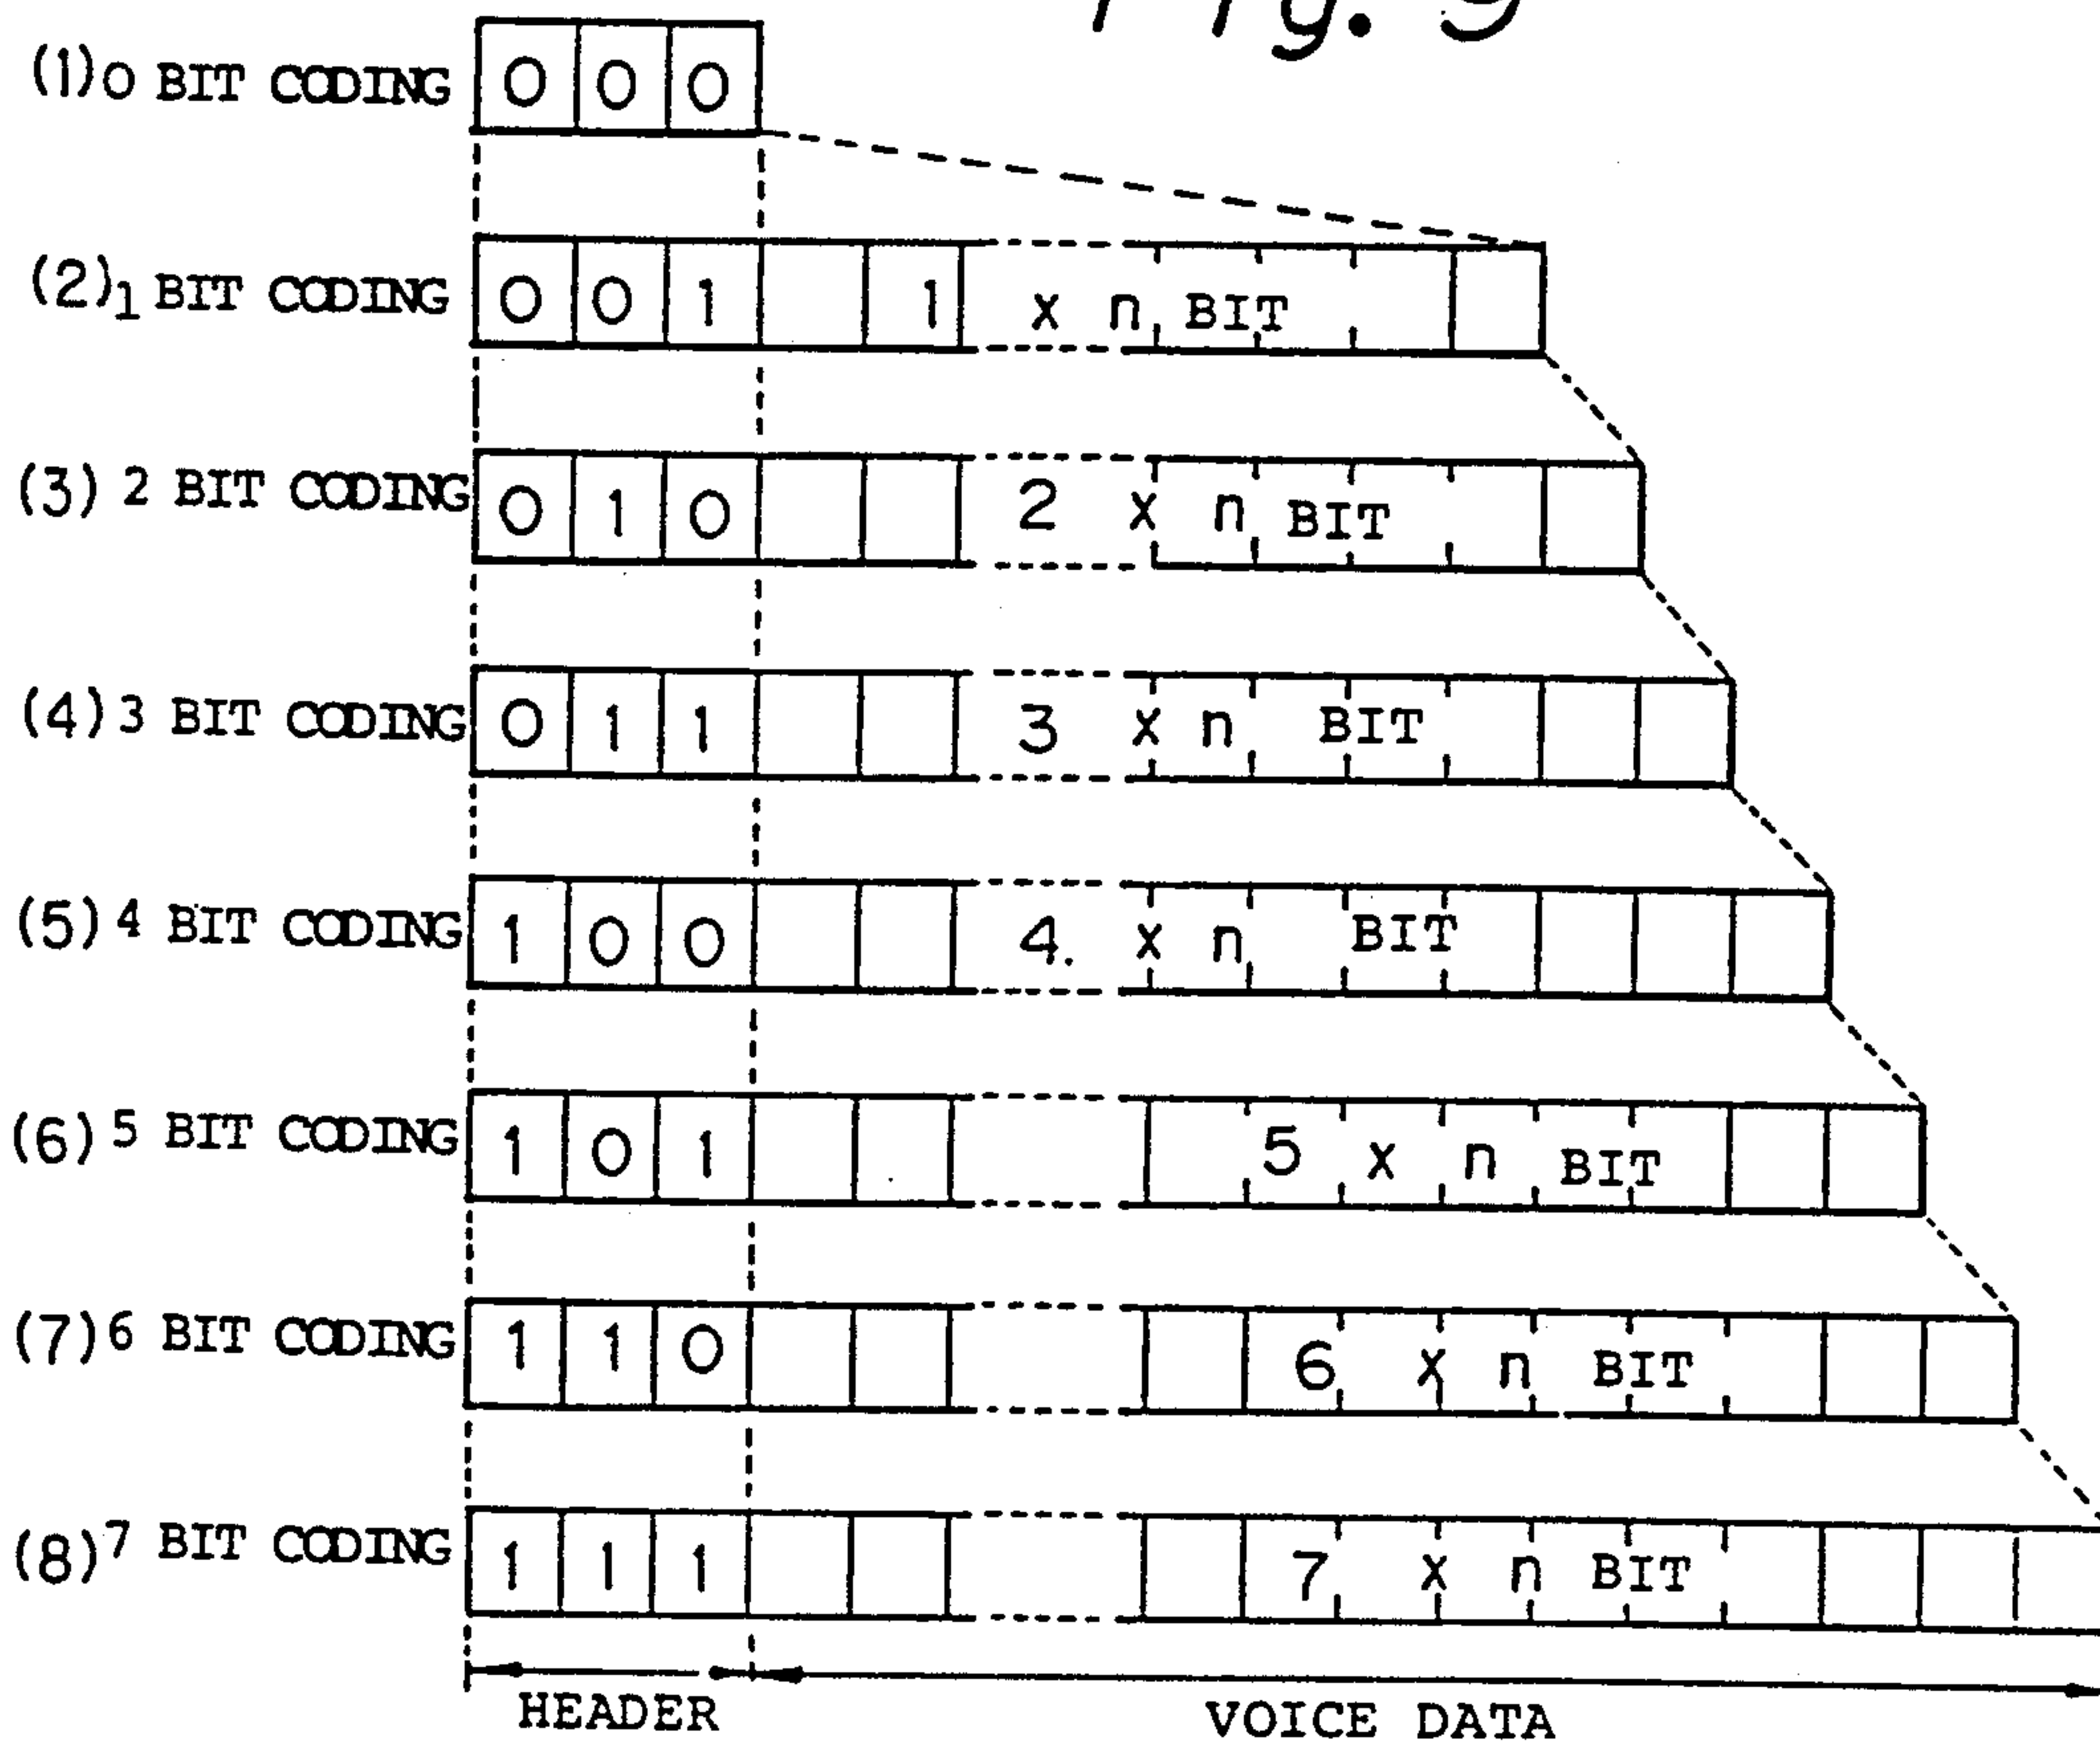 Fig. 9
(1) 0 BIT CODING 0 0 0
(2) 1 BIT CODING 0 0 1 1 x n BIT
(3) 2 BIT CODING 0 1 0 2 x n BIT
(4) 3 BIT CODING 0 1 1 3 x n BIT
(5) 4 BIT CODING 1 0 0 4. x n BIT
(6) 5 BIT CODING 1 0 1 5 x n BIT
(7) 6 BIT CODING 1 1 0 6 x n BIT
(8) 7 BIT CODING 1 1 1 7 x n BIT
HEADER VOICE DATA